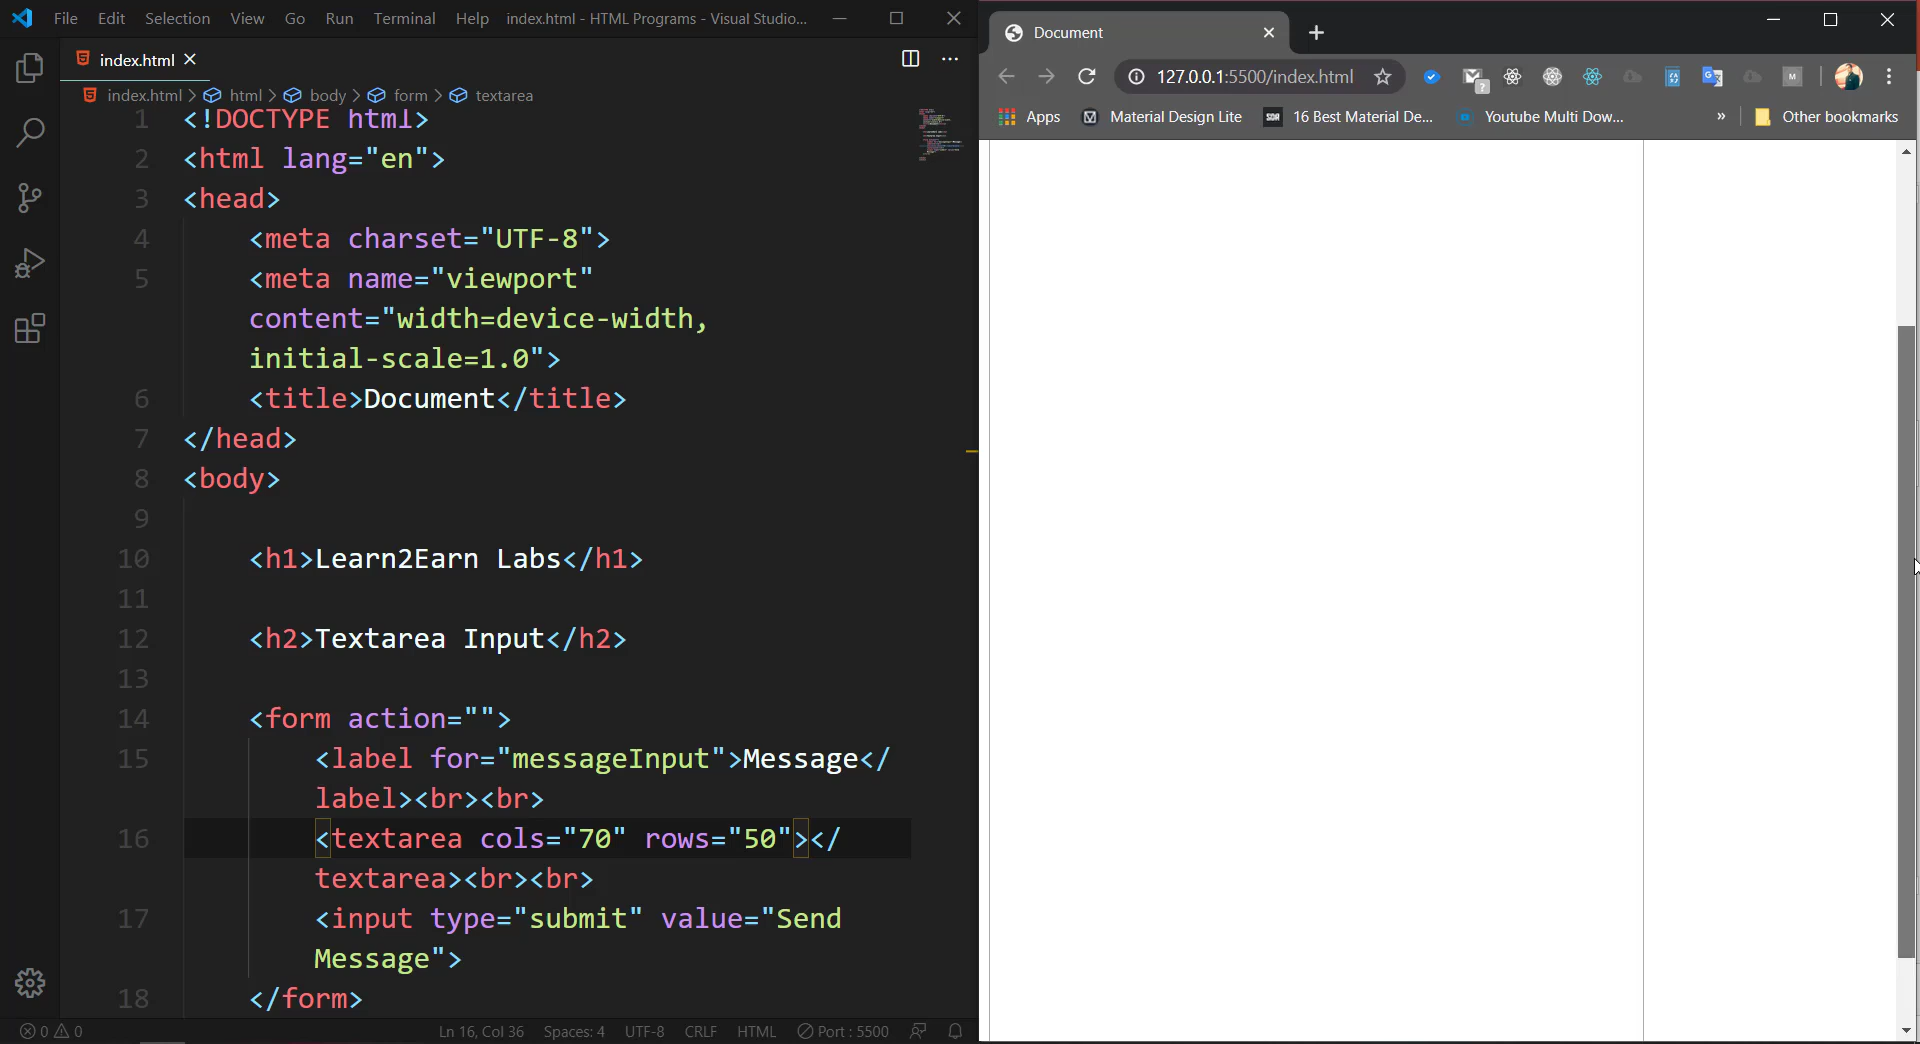 File Edit Selection View Go Run Terminal Help index.html - HTML Programs - Visual Studio...
index.html
index.html > html > body > form > textarea
1 <!DOCTYPE html>
2 <html lang="en">
3 <head>
4 <meta charset="UTF-8">
5 <meta name="viewport"
content="width=device-width,
initial-scale=1.0">
6 <title>Document</title>
7 </head>
8 <body>
9
10 <h1>Learn2Earn Labs</h1>
11
12 <h2>Textarea Input</h2>
13
14 <form action="">
15 <label for="messageInput">Message</
label><br><br>
16 <textarea cols="70" rows="50"></
textarea><br><br>
17 <input type="submit" value="Send
Message">
18 </form>
0 0 Ln 16, Col 36 Spaces: 4 UTF-8 CRLF HTML Port : 5500
Document
127.0.0.1:5500/index.html
M
Apps Material Design Lite SDR 16 Best Material De... Youtube Multi Dow... » Other bookmarks